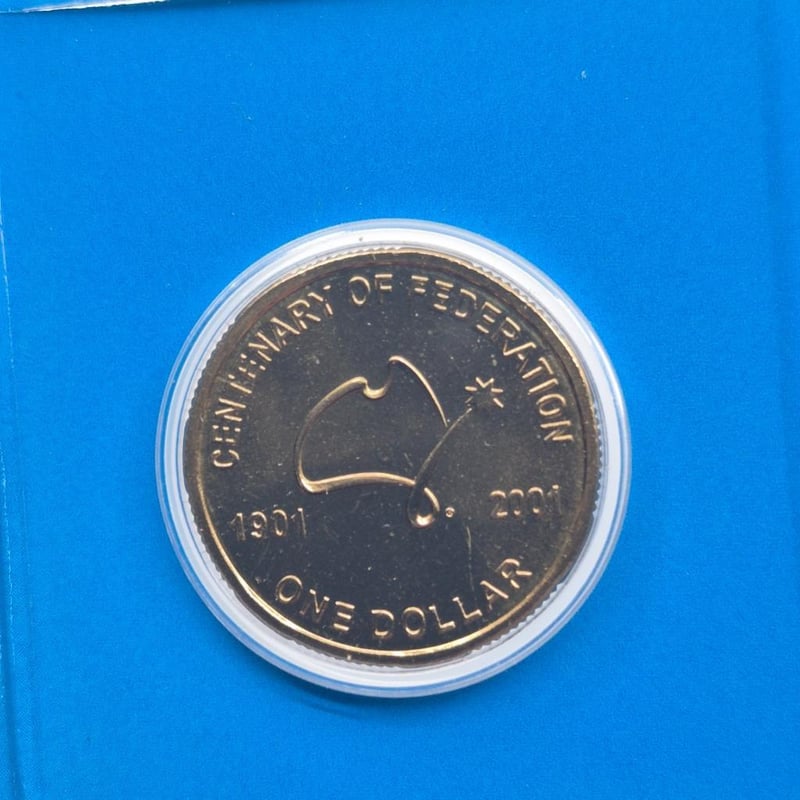 CENTENARY OF FEDERATION
1901 2001
ONE DOLLAR